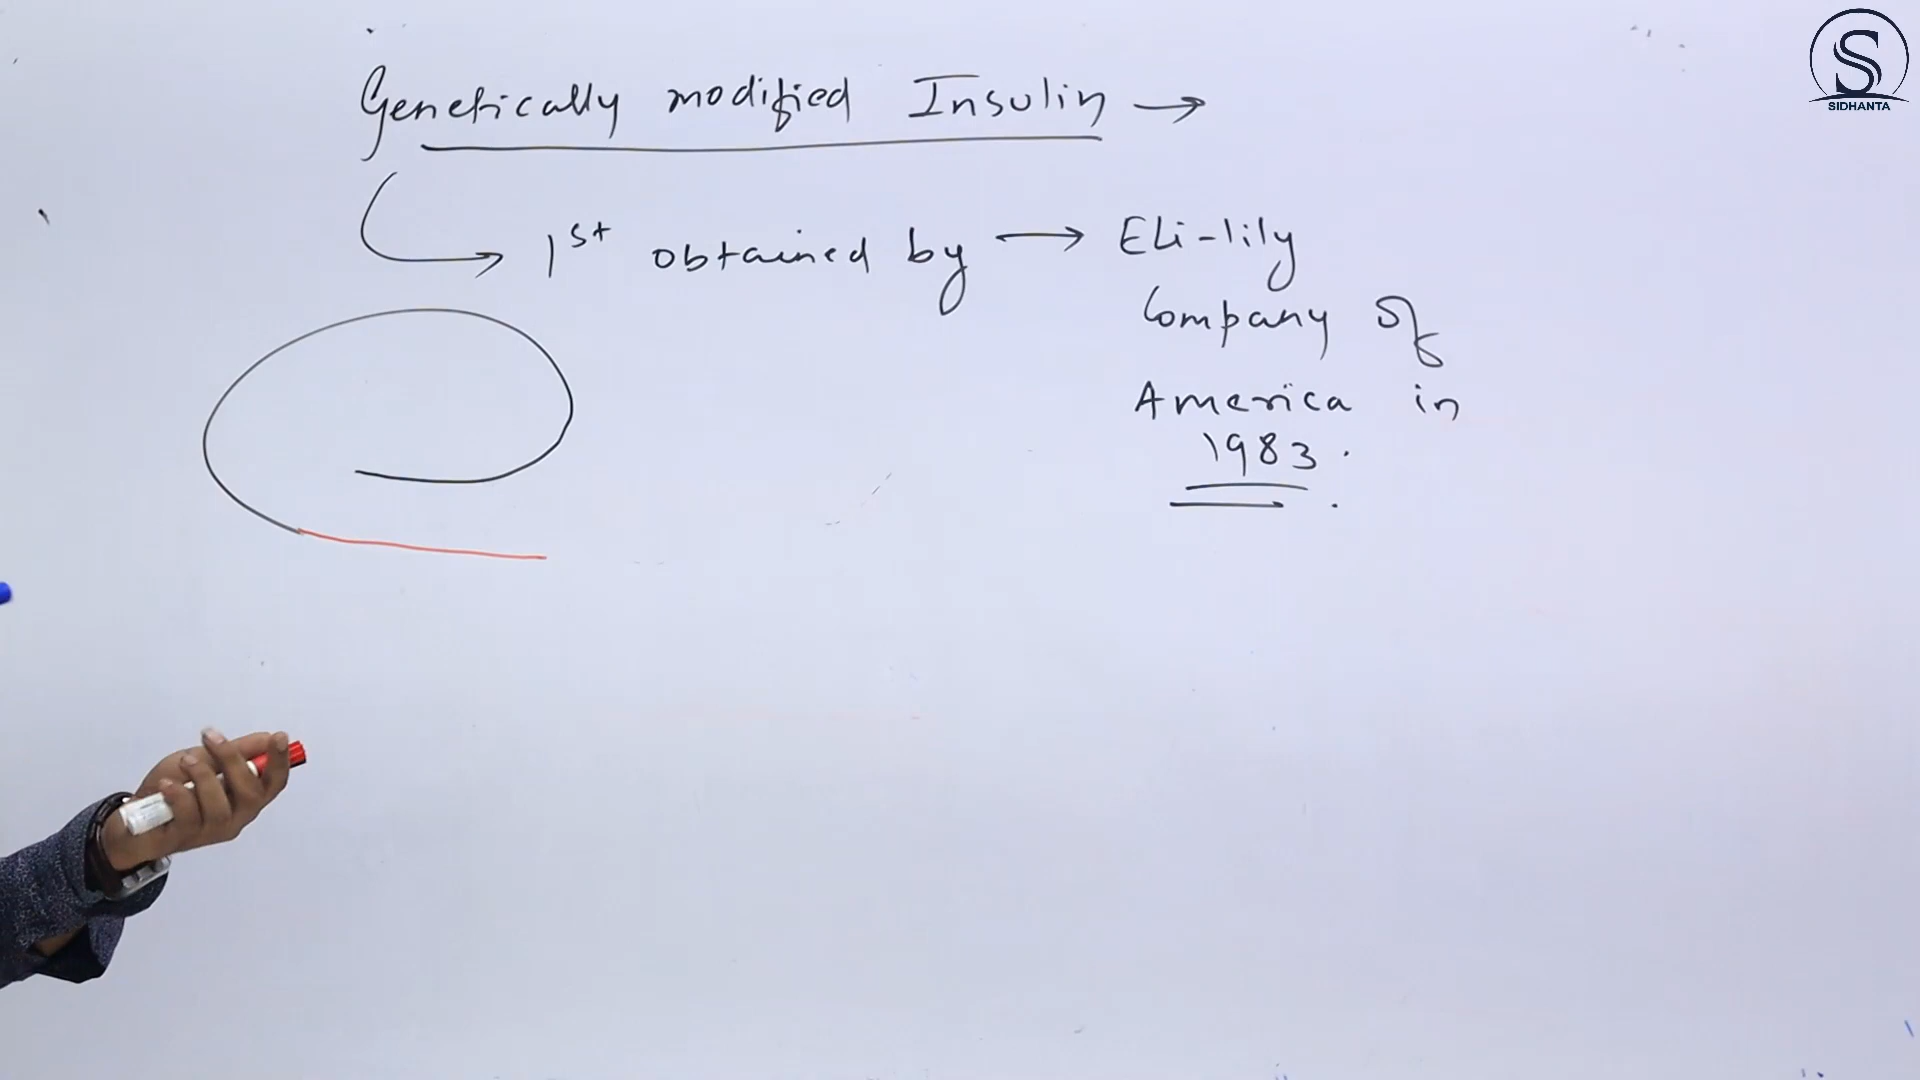 Genetically modified Insulin →
1st obtained by → ELi-lily
Company of
America in
1983.
S
SIDHANTA